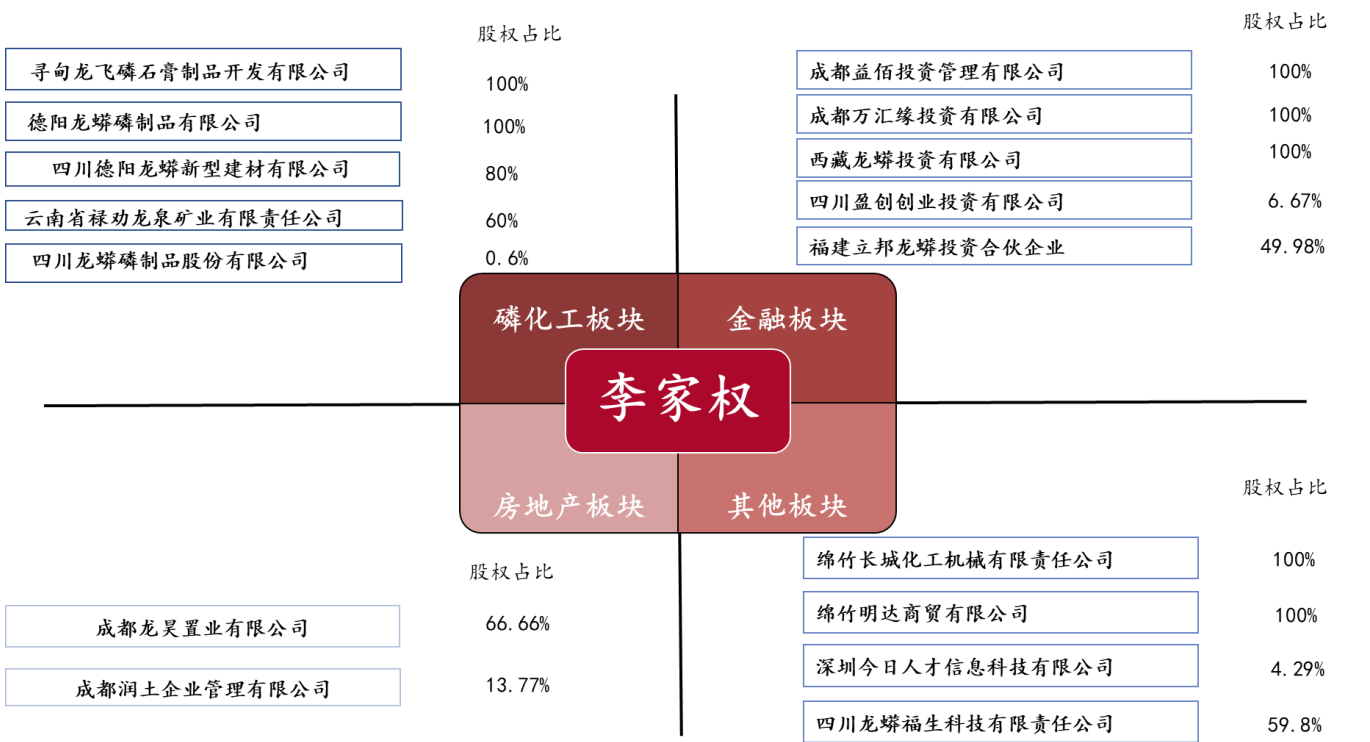 股权占比
寻甸龙飞磷石膏制品开发有限公司 100%
德阳龙蟒磷制品有限公司 100%
四川德阳龙蟒新型建材有限公司 80%
云南省禄劝龙泉矿业有限责任公司 60%
四川龙蟒磷制品股份有限公司 0.6%
股权占比
成都益佰投资管理有限公司 100%
成都万汇缘投资有限公司 100%
西藏龙蟒投资有限公司 100%
四川盈创创业投资有限公司 6.67%
福建立邦龙蟒投资合伙企业 49.98%
磷化工板块
金融板块
李家权
房地产板块
其他板块
股权占比
成都龙昊置业有限公司 66.66%
成都润土企业管理有限公司 13.77%
股权占比
绵竹长城化工机械有限责任公司 100%
绵竹明达商贸有限公司 100%
深圳今日人才信息科技有限公司 4.29%
四川龙蟒福生科技有限责任公司 59.8%